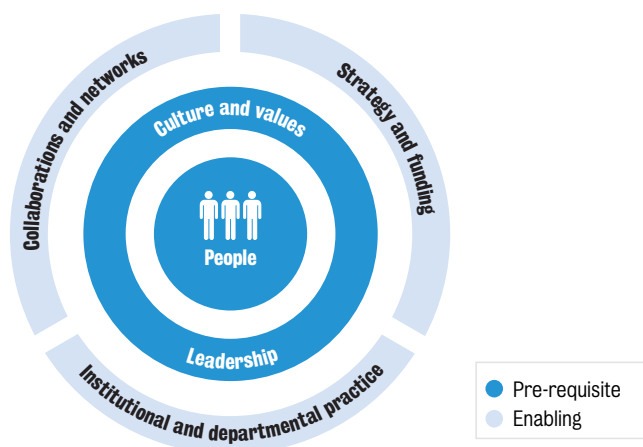 Collaborations and networks
Strategy and funding
Culture and values
People
Leadership
Institutional and departmental practice
Pre-requisite
Enabling